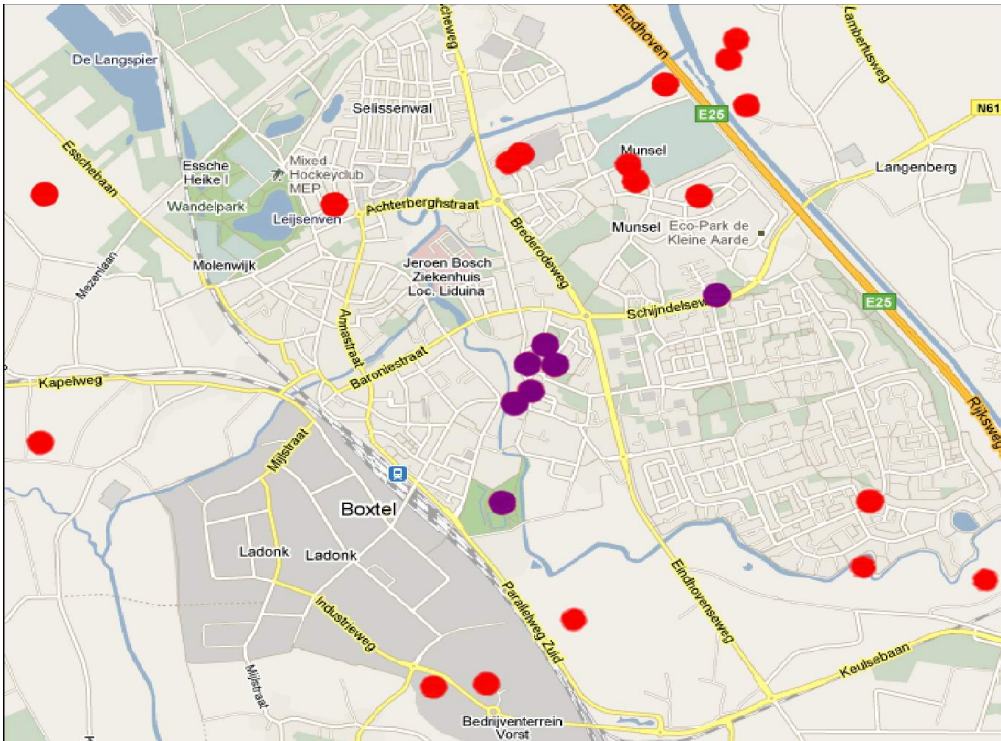 Eindhoven
Lambertusweg
De Langspier
Selissenwal
E25
N61
Esschebaan
Essche
Heike I
Mixed
Hockeyclub
MEP
Munsel
Langenberg
Wandelpark
Leijsenven
Achterberghstraat
Brederodeweg
Munsel
Eco-Park de
Kleine Aarde
Mezenlaan
Molenwijk
Jeroen Bosch
Ziekenhuis
Loc. Liduina
E25
Annastraat
Baroniestraat
Kapelweg
Rijksweg
Mijlstraat
Boxtel
Ladonk
Ladonk
Industrieweg
Parallelweg Zuid
Eindhovenseweg
Keulsebaan
Mijlstraat
Bedrijventerrein
Vorst